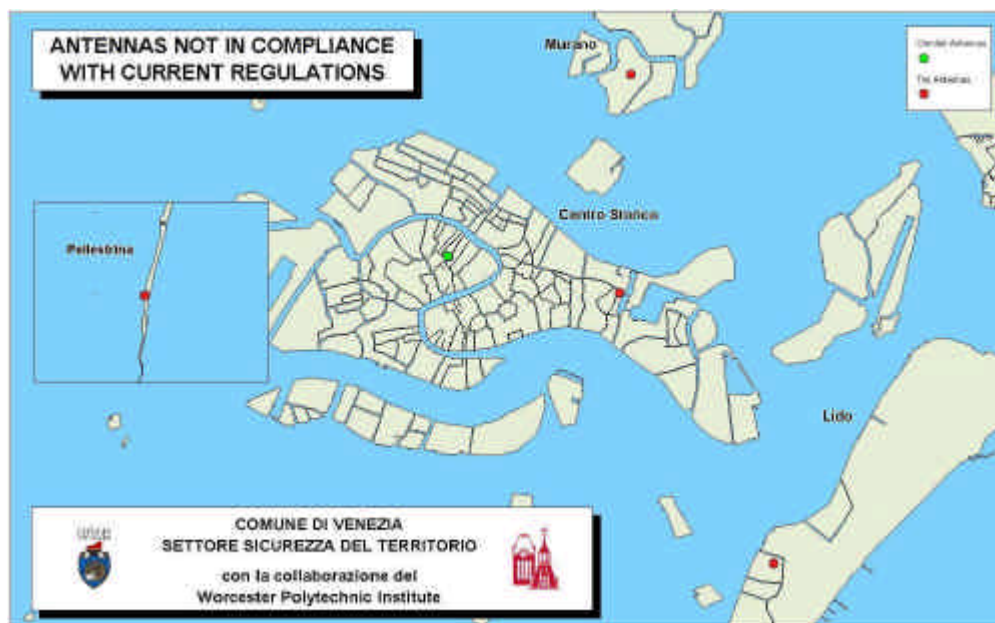 ANTENNAS NOT IN COMPLIANCE
WITH CURRENT REGULATIONS
Murano
Centro Storico
Pellestrina
Lido
COMUNE DI VENEZIA
SETTORE SICUREZZA DEL TERRITORIO
con la collaborazione del
Worcester Polytechnic Institute